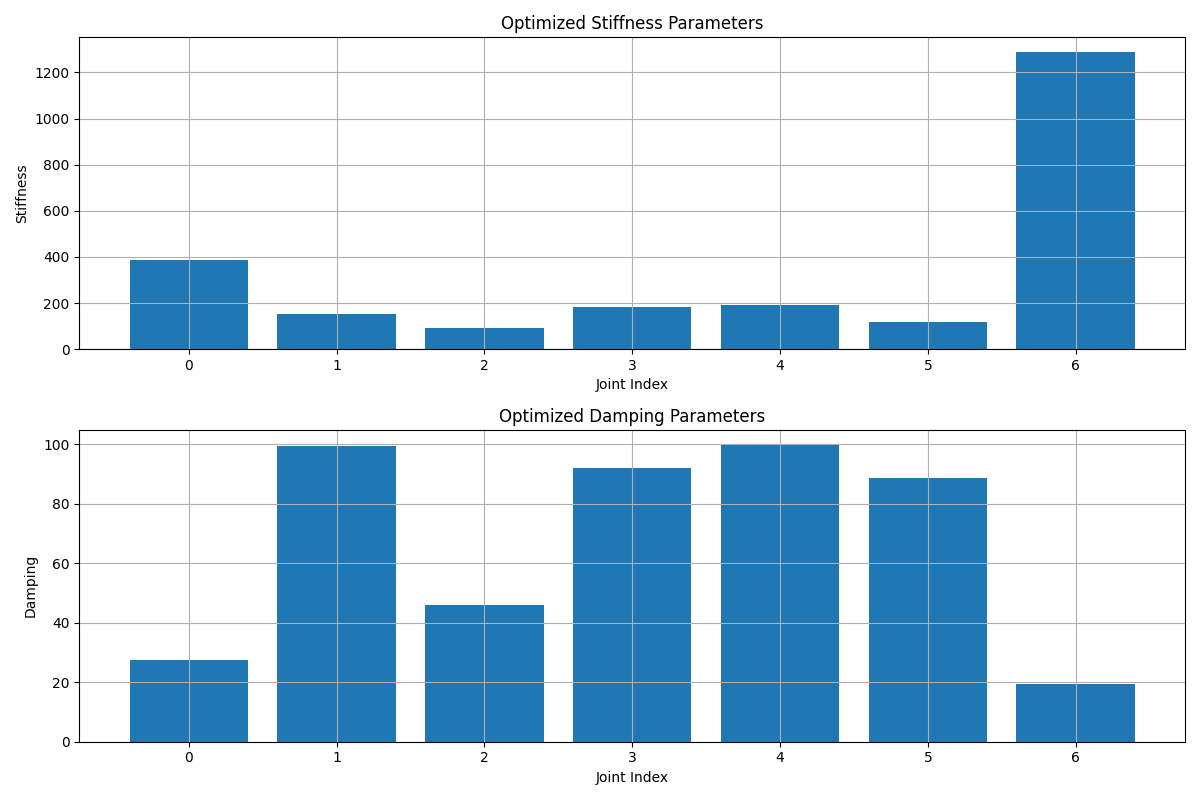 Optimized Stiffness Parameters
1200
1000
800
600
400
200
0
Stiffness
0 1 2 3 4 5 6
Joint Index
Optimized Damping Parameters
100
80
60
40
20
0
Damping
0 1 2 3 4 5 6
Joint Index